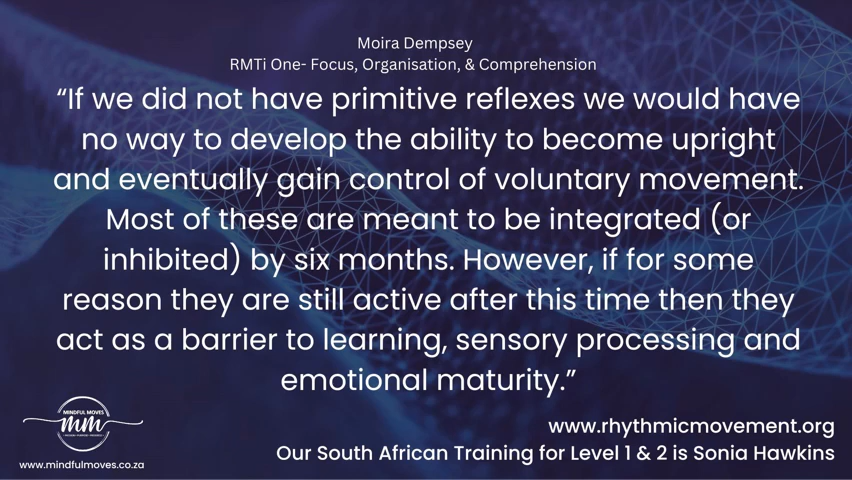 Moira Dempsey
RMTi One- Focus, Organisation, & Comprehension
“If we did not have primitive reflexes we would have
no way to develop the ability to become upright
and eventually gain control of voluntary movement.
Most of these are meant to be integrated (or
inhibited) by six months. However, if for some
reason they are still active after this time then they
act as a barrier to learning, sensory processing and
emotional maturity.”
MINDFUL MOVES
mm
www.mindfulmoves.co.za
www.rhythmicmovement.org
Our South African Training for Level 1 & 2 is Sonia Hawkins